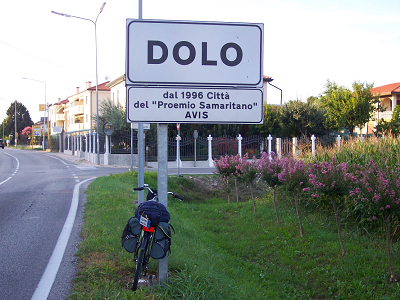 DOLO
dal 1996 Città
del "Proemio Samaritano"
AVIS